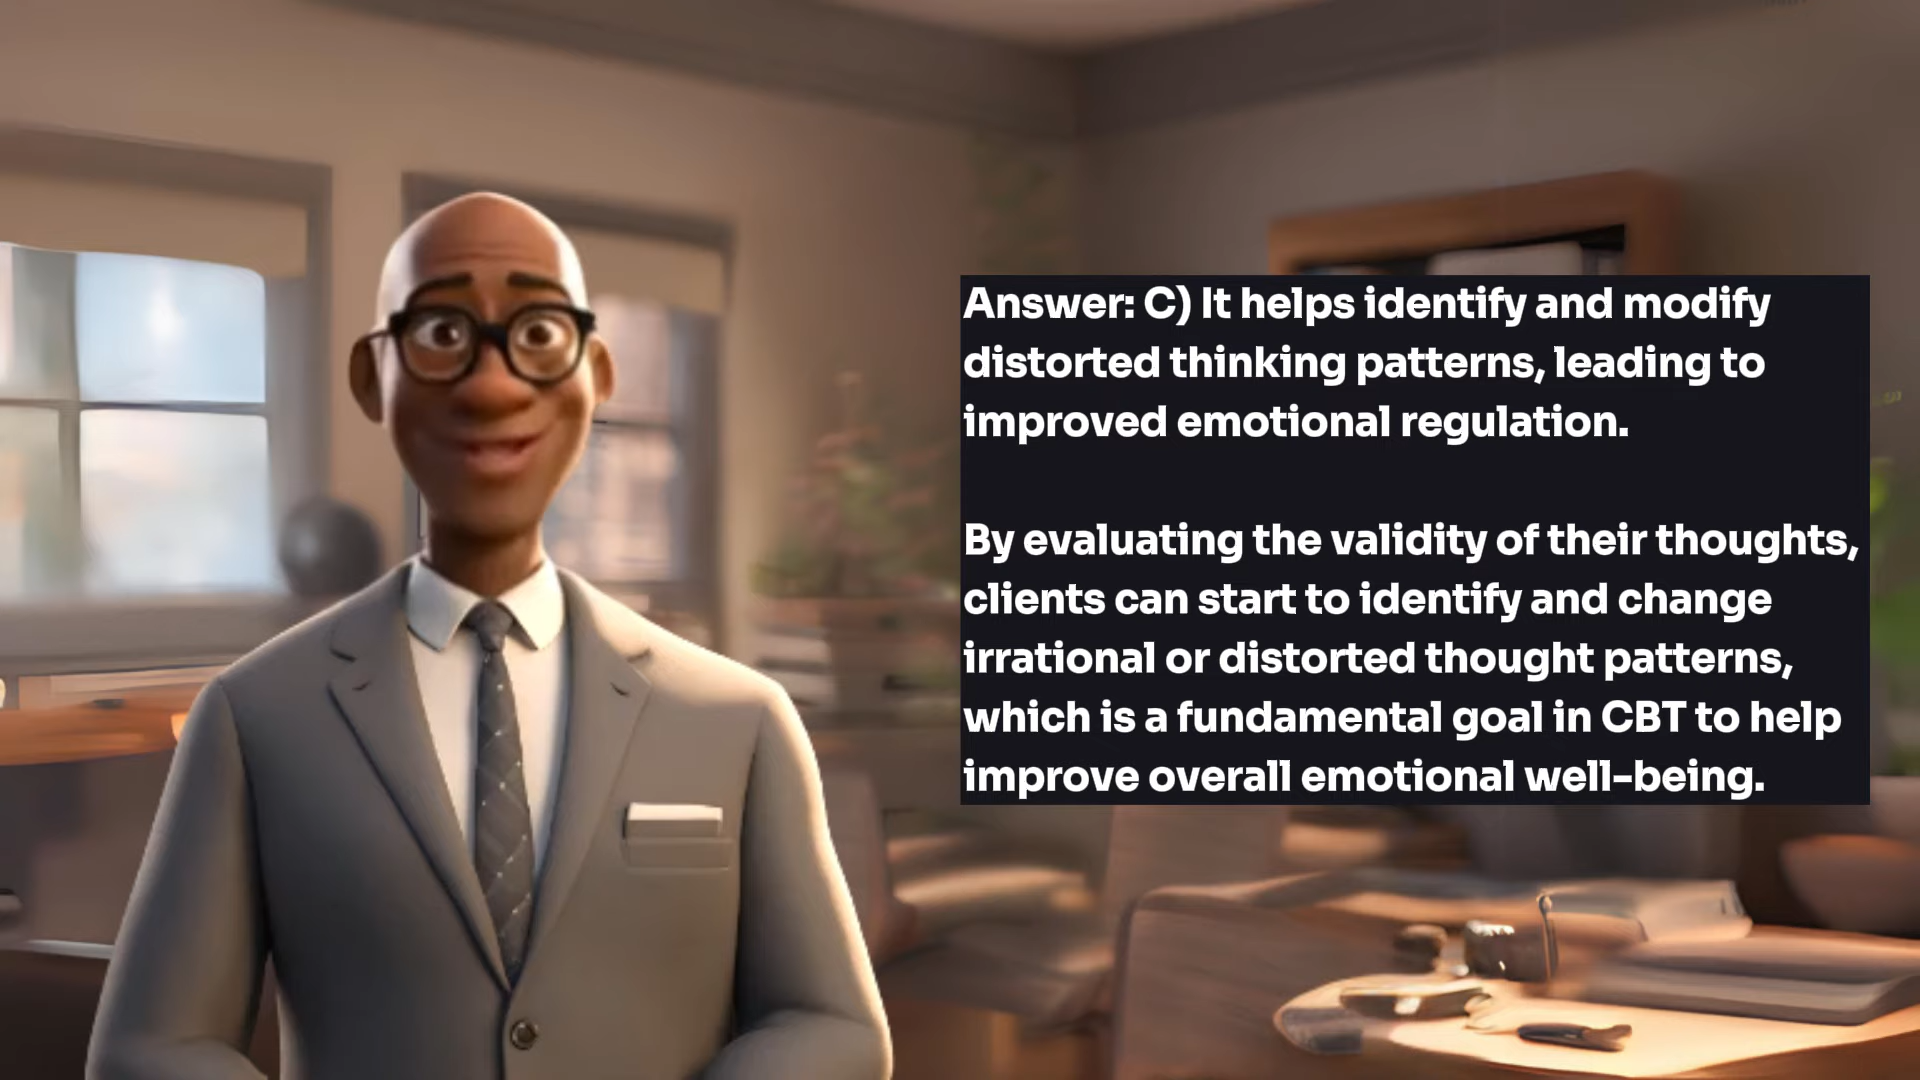 Answer: C) It helps identify and modify
distorted thinking patterns, leading to
improved emotional regulation.
By evaluating the validity of their thoughts,
clients can start to identify and change
irrational or distorted thought patterns,
which is a fundamental goal in CBT to help
improve overall emotional well-being.